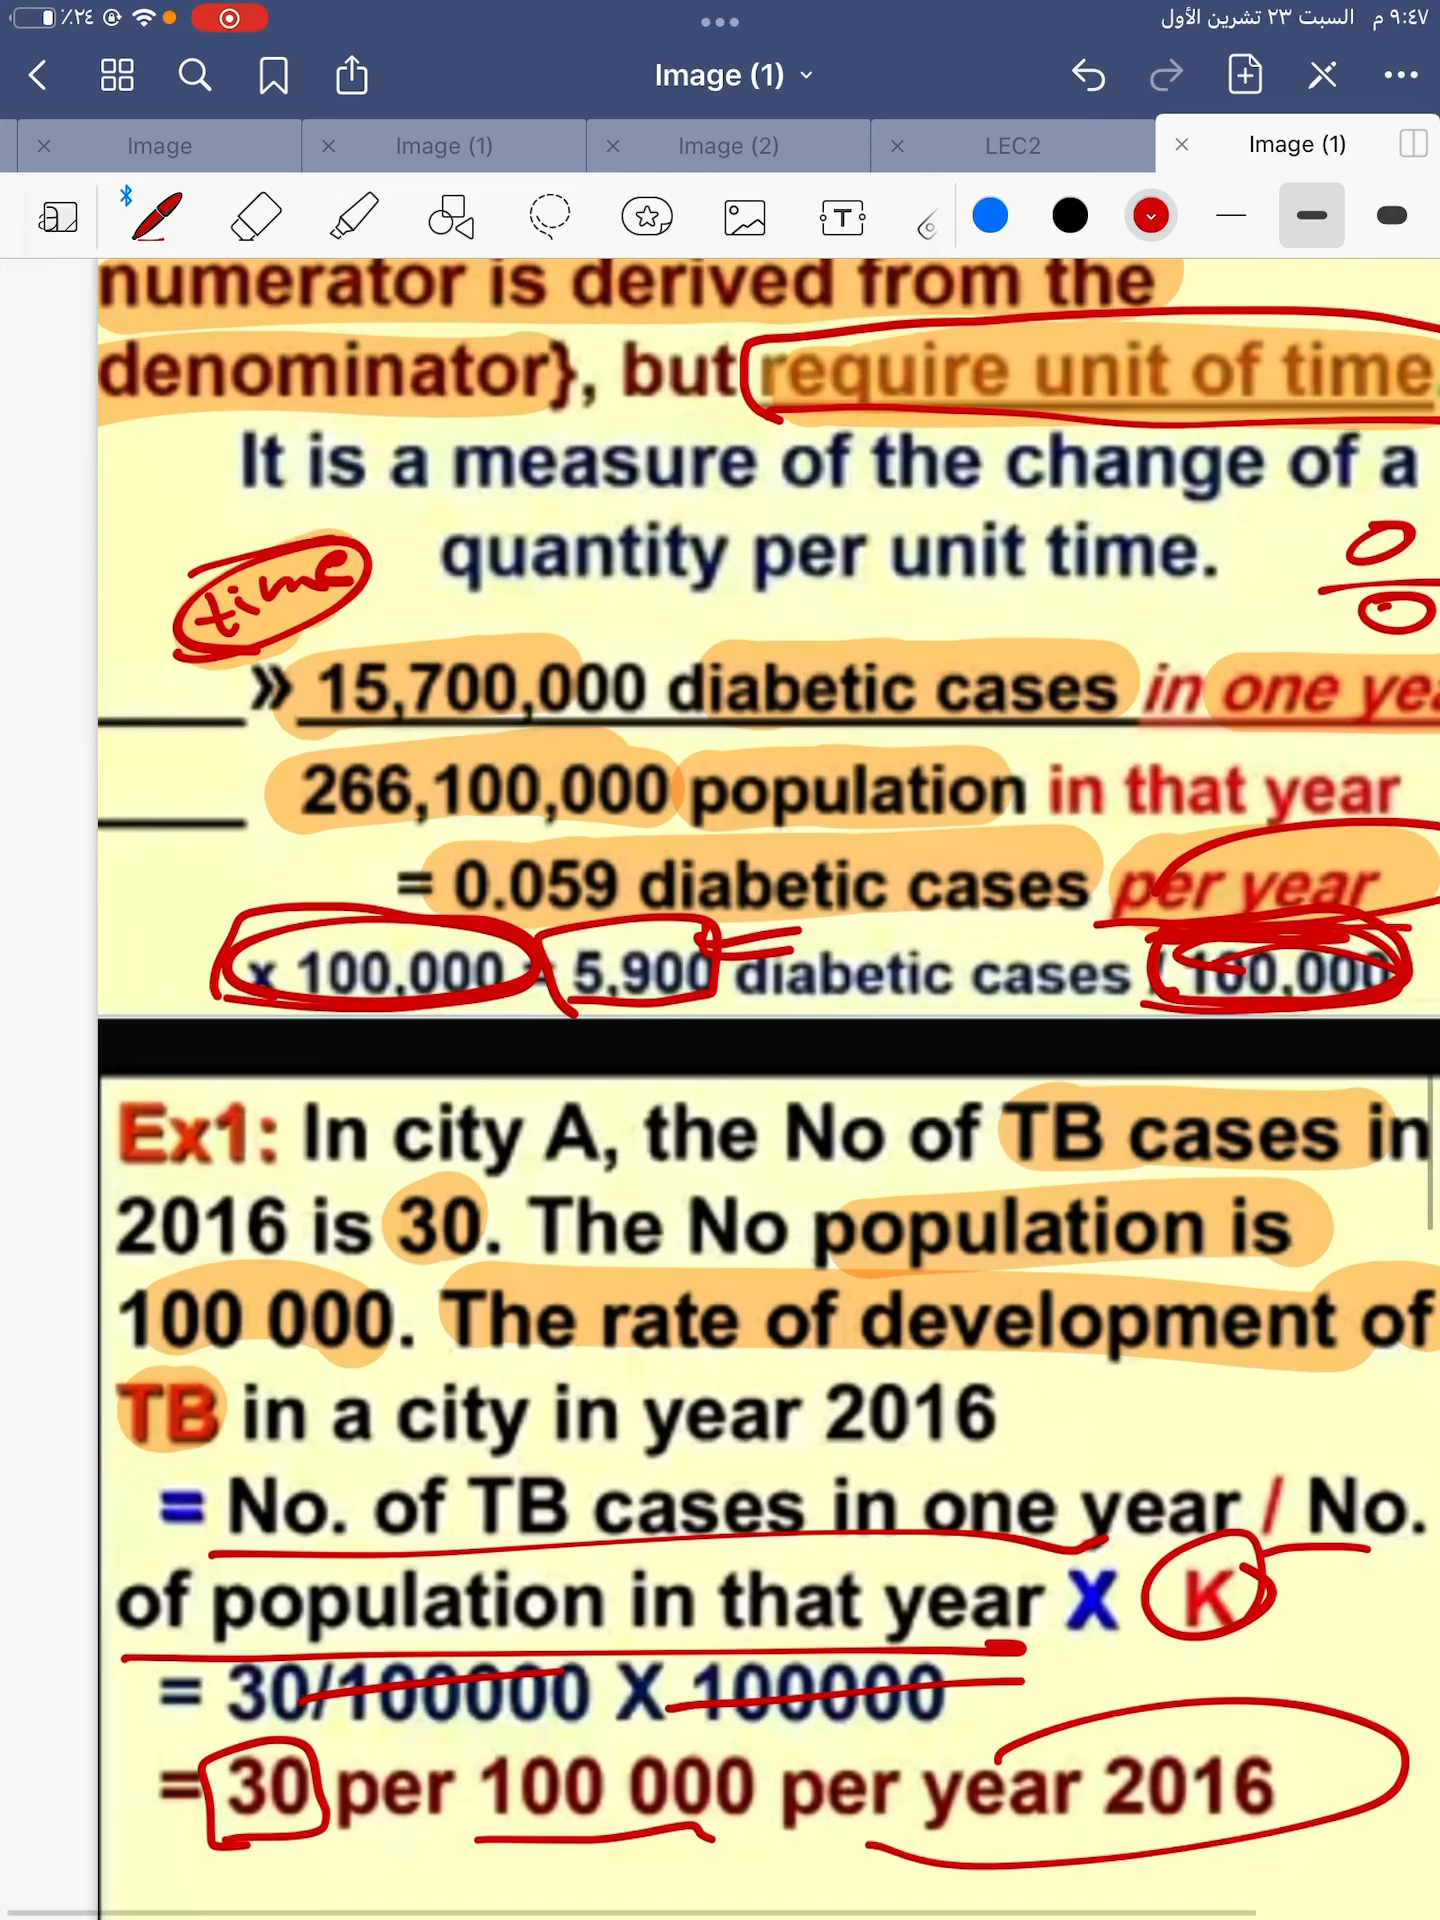 ٪٢٤
٩:٤٧ م السبت ٢٣ تشرين الأول
Image (1)
Image
Image (1)
Image (2)
LEC2
Image (1)
numerator is derived from the
denominator}, but require unit of time
It is a measure of the change of a
quantity per unit time.
time
» 15,700,000 diabetic cases in one
266,100,000 population in that year
= 0.059 diabetic cases per year
x 100,000 = 5,900 diabetic cases / 100,000
Ex1: In city A, the No of TB cases in
2016 is 30. The No population is
100 000. The rate of development of
TB in a city in year 2016
= No. of TB cases in one year / No.
of population in that year X K
= 30/100000 X 100000
= 30 per 100 000 per year 2016